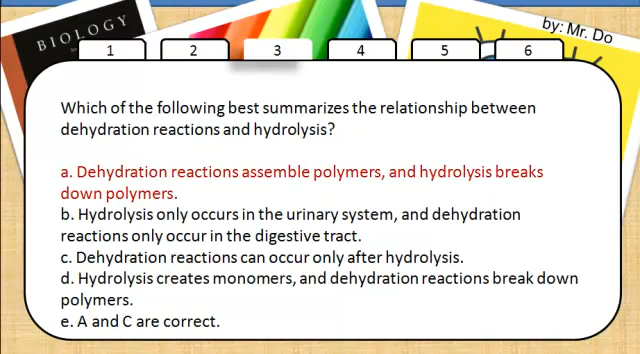 BIOLOGY
by: Mr. Do
1 2 3 4 5 6
Which of the following best summarizes the relationship between
dehydration reactions and hydrolysis?
a. Dehydration reactions assemble polymers, and hydrolysis breaks
down polymers.
b. Hydrolysis only occurs in the urinary system, and dehydration
reactions only occur in the digestive tract.
c. Dehydration reactions can occur only after hydrolysis.
d. Hydrolysis creates monomers, and dehydration reactions break down
polymers.
e. A and C are correct.